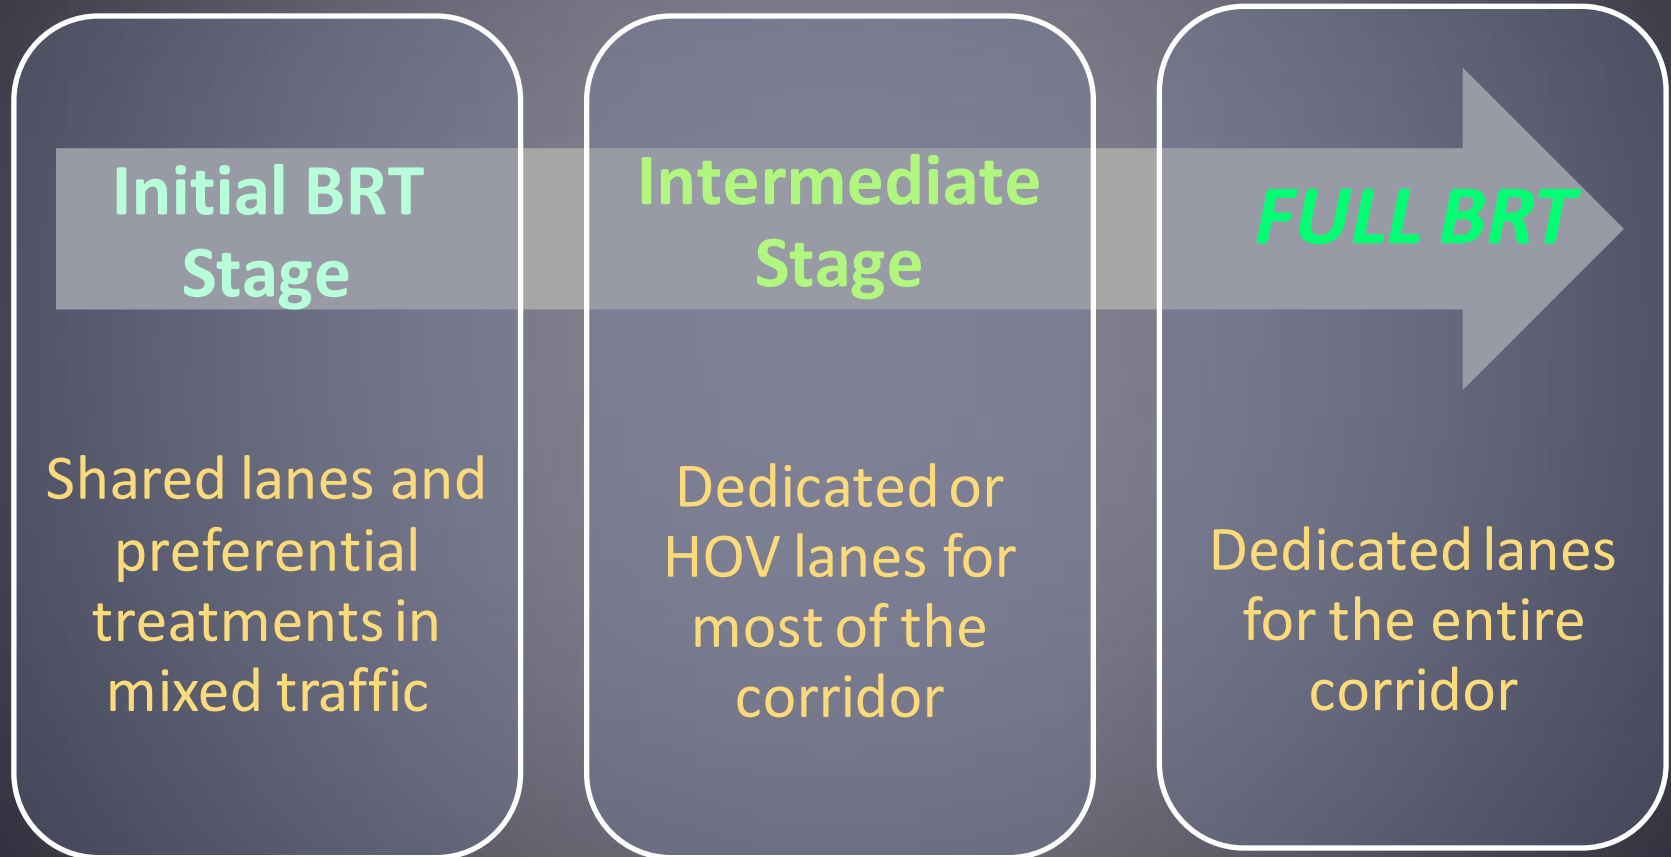 Initial BRT
Stage
Shared lanes and
preferential
treatments in
mixed traffic
Intermediate
Stage
Dedicated or
HOV lanes for
most of the
corridor
FULL BRT
Dedicated lanes
for the entire
corridor